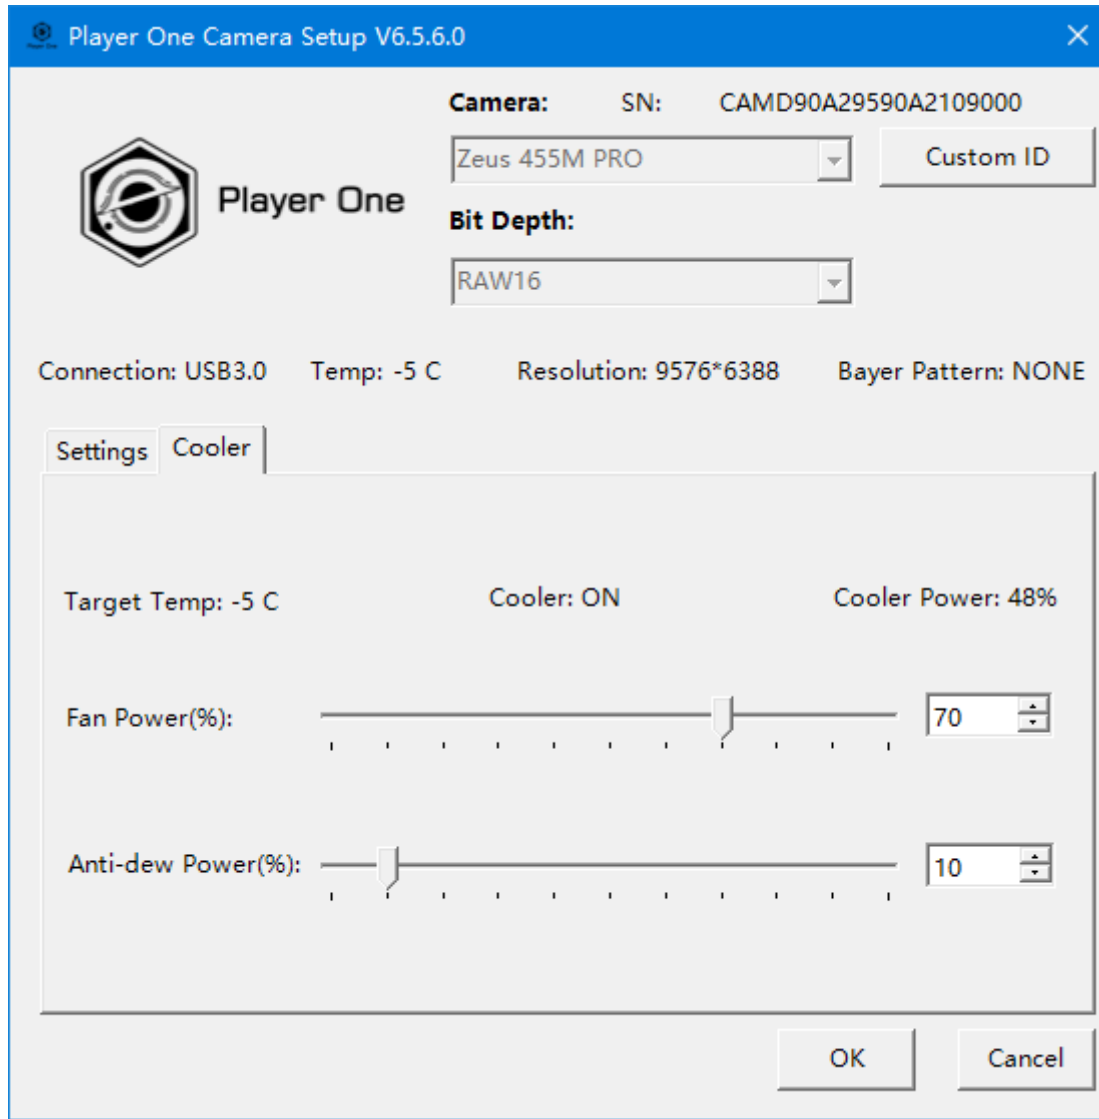 Player One Camera Setup V6.5.6.0
Camera: SN: CAMD90A29590A2109000
Zeus 455M PRO Custom ID
Player One
Bit Depth:
RAW16
Connection: USB3.0 Temp: -5 C Resolution: 9576*6388 Bayer Pattern: NONE
Settings Cooler
Target Temp: -5 C Cooler: ON Cooler Power: 48%
Fan Power(%): 70
Anti-dew Power(%): 10
OK Cancel